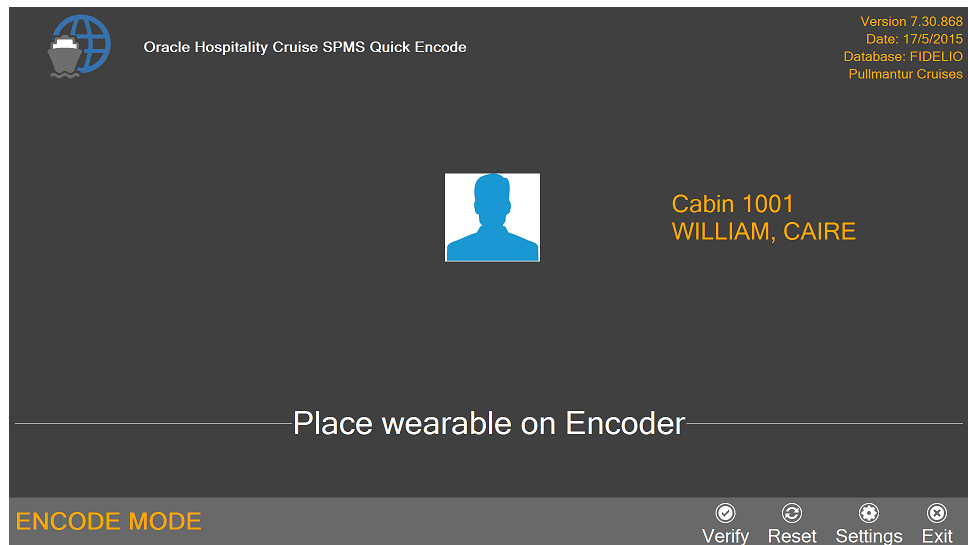 Oracle Hospitality Cruise SPMS Quick Encode
Version 7.30.868
Date: 17/5/2015
Database: FIDELIO
Pullmantur Cruises
Cabin 1001
WILLIAM, CAIRE
Place wearable on Encoder
ENCODE MODE
Verify Reset Settings Exit